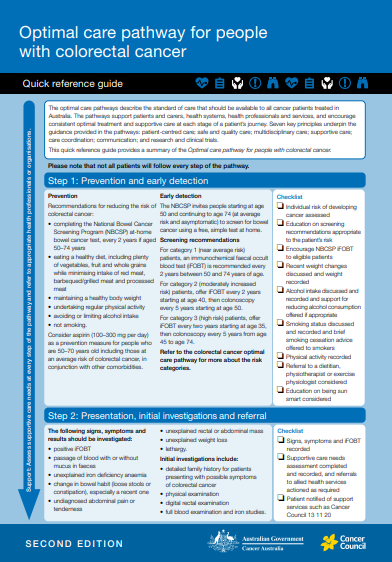 Optimal care pathway for people
with colorectal cancer
Quick reference guide
The optimal care pathways describe the standard of care that should be available to all cancer patients treated in
Australia. The pathways support patients and carers, health systems, health professionals and services, and encourage
consistent optimal treatment and supportive care at each stage of a patient's journey. Seven key principles underpin the
guidance provided in the pathways: patient-centred care; safe and quality care; multidisciplinary care; supportive care;
care coordination; communication; and research and clinical trials.
This quick reference guide provides a summary of the Optimal care pathway for people with colorectal cancer.
Please note that not all patients will follow every step of the pathway.
Support: Assess supportive care needs at every step of the pathway and refer to appropriate health professionals or organisations.
Step 1: Prevention and early detection
Prevention
Recommendations for reducing the risk of
colorectal cancer:
• completing the National Bowel Cancer
Screening Program (NBCSP) at-home
bowel cancer test, every 2 years if aged
50–74 years
• eating a healthy diet, including plenty
of vegetables, fruit and whole grains
while minimising intake of red meat,
barbequed/grilled meat and processed
meat
• maintaining a healthy body weight
• undertaking regular physical activity
• avoiding or limiting alcohol intake
• not smoking.
Consider aspirin (100–300 mg per day)
as a prevention measure for people who
are 50–70 years old including those at
an average risk of colorectal cancer, in
conjunction with other comorbidities.
Early detection
The NBCSP invites people starting at age
50 and continuing to age 74 (at average
risk and asymptomatic) to screen for bowel
cancer using a free, simple test at home.
Screening recommendations
For category 1 (near average risk)
patients, an immunochemical faecal occult
blood test (iFOBT) is recommended every
2 years between 50 and 74 years of age.
For category 2 (moderately increased
risk) patients, offer iFOBT every 2 years
starting at age 40, then colonoscopy
every 5 years starting at 50.
For category 3 (high risk) patients, offer
iFOBT every two years starting at age 35,
then colonoscopy every 5 years from age
45 to age 74.
Refer to the colorectal cancer optimal
care pathway for more about the risk
categories.
Checklist
Individual risk of developing
cancer assessed
Education on screening
recommendations appropriate
to the patient's risk
Encourage NBCSP iFOBT
to eligible patients
Recent weight changes
discussed and weight
recorded
Alcohol intake discussed and
recorded and support for
reducing alcohol consumption
offered if appropriate
Smoking status discussed
and recorded and brief
smoking cessation advice
offered to smokers
Physical activity recorded
Referral to a dietitian,
physiotherapist or exercise
physiologist considered
Education on being sun
smart considered
Step 2: Presentation, initial investigations and referral
The following signs, symptoms and
results should be investigated:
• positive iFOBT
• passage of blood with or without
mucus in faeces
• unexplained iron deficiency anaemia
• change in bowel habit (loose stools or
constipation), especially a recent one
• undiagnosed abdominal pain or
tenderness
• unexplained rectal or abdominal mass
• unexplained weight loss
• lethargy.
Initial investigations include:
• detailed family history for patients
presenting with possible symptoms
of colorectal cancer
• physical examination
• digital rectal examination
• full blood examination and iron studies.
Checklist
Signs, symptoms and iFOBT
recorded
Supportive care needs
assessment completed
and recorded, and referrals
to allied health services
actioned as required
Patient notified of support
services such as Cancer
Council 13 11 20
SECOND EDITION
Australian Government
Cancer Australia
Cancer
Council